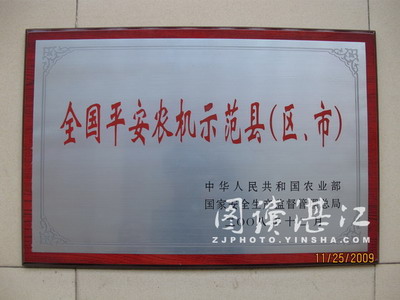 全国平安农机示范县(区、市)
中华人民共和国农业部
国家安全生产监督管理总局
图读湛江
ZJPHOTO.YINSHA.COM
11/25/2009